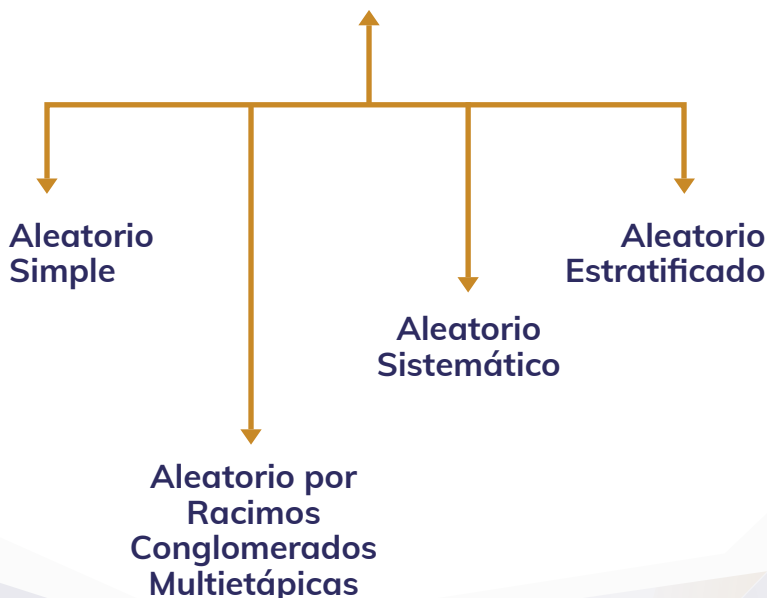 Aleatorio
Simple
Aleatorio por
Racimos
Conglomerados
Multietápicas
Aleatorio
Sistemático
Aleatorio
Estratificado